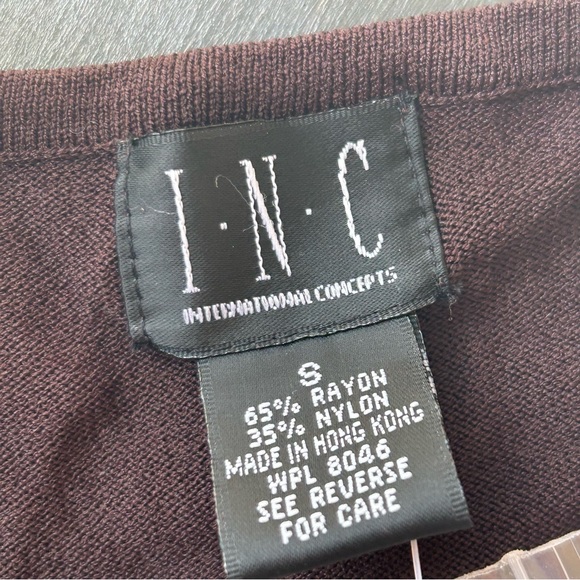 I·N·C
INTERNATIONAL CONCEPTS
S
65% RAYON
35% NYLON
MADE IN HONG KONG
WPL 8046
SEE REVERSE
FOR CARE